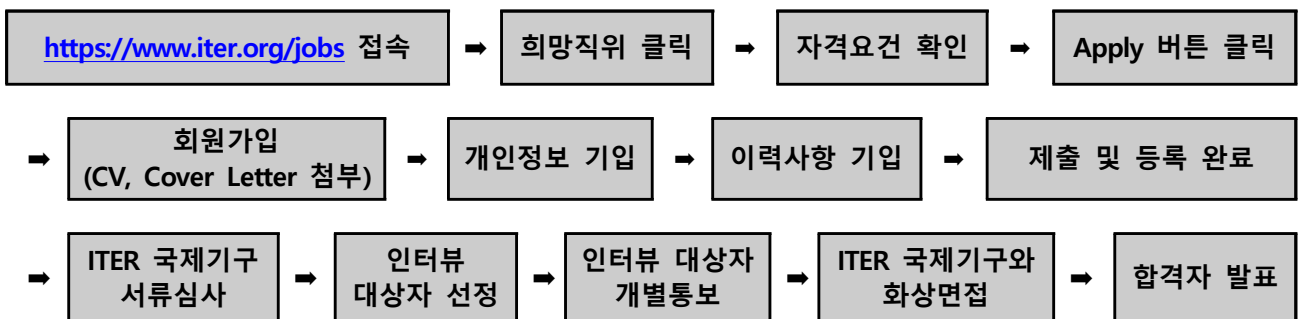 https://www.iter.org/jobs 접속 ➡ 희망직위 클릭 ➡ 자격요건 확인 ➡ Apply 버튼 클릭
➡ 회원가입
(CV, Cover Letter 첨부) ➡ 개인정보 기입 ➡ 이력사항 기입 ➡ 제출 및 등록 완료
➡ ITER 국제기구
서류심사 ➡ 인터뷰
대상자 선정 ➡ 인터뷰 대상자
개별통보 ➡ ITER 국제기구와
화상면접 ➡ 합격자 발표